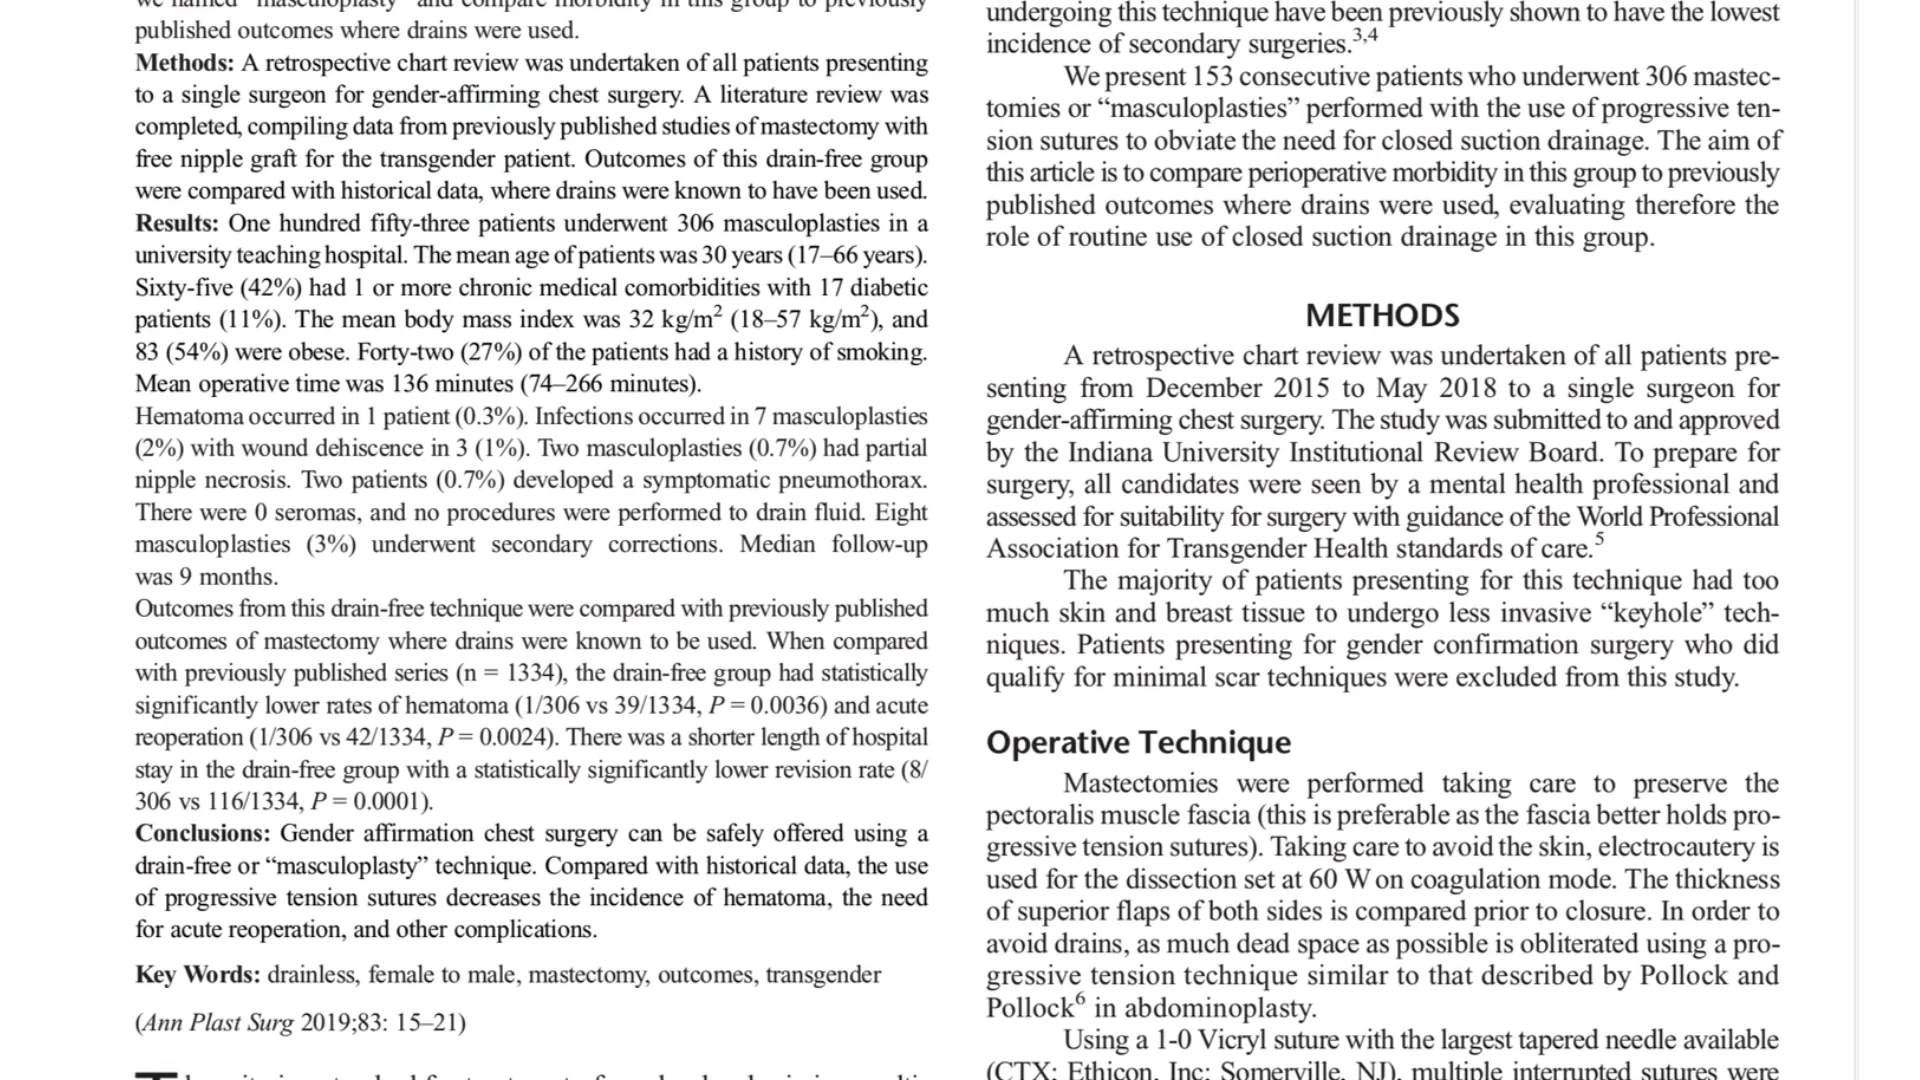 published outcomes where drains were used.
Methods: A retrospective chart review was undertaken of all patients presenting
to a single surgeon for gender-affirming chest surgery. A literature review was
completed, compiling data from previously published studies of mastectomy with
free nipple graft for the transgender patient. Outcomes of this drain-free group
were compared with historical data, where drains were known to have been used.
Results: One hundred fifty-three patients underwent 306 masculoplasties in a
university teaching hospital. The mean age of patients was 30 years (17–66 years).
Sixty-five (42%) had 1 or more chronic medical comorbidities with 17 diabetic
patients (11%). The mean body mass index was 32 kg/m² (18–57 kg/m²), and
83 (54%) were obese. Forty-two (27%) of the patients had a history of smoking.
Mean operative time was 136 minutes (74–266 minutes).
Hematoma occurred in 1 patient (0.3%). Infections occurred in 7 masculoplasties
(2%) with wound dehiscence in 3 (1%). Two masculoplasties (0.7%) had partial
nipple necrosis. Two patients (0.7%) developed a symptomatic pneumothorax.
There were 0 seromas, and no procedures were performed to drain fluid. Eight
masculoplasties (3%) underwent secondary corrections. Median follow-up
was 9 months.
Outcomes from this drain-free technique were compared with previously published
outcomes of mastectomy where drains were known to be used. When compared
with previously published series (n = 1334), the drain-free group had statistically
significantly lower rates of hematoma (1/306 vs 39/1334, P = 0.0036) and acute
reoperation (1/306 vs 42/1334, P = 0.0024). There was a shorter length of hospital
stay in the drain-free group with a statistically significantly lower revision rate (8/
306 vs 116/1334, P = 0.0001).
Conclusions: Gender affirmation chest surgery can be safely offered using a
drain-free or “masculoplasty” technique. Compared with historical data, the use
of progressive tension sutures decreases the incidence of hematoma, the need
for acute reoperation, and other complications.
Key Words: drainless, female to male, mastectomy, outcomes, transgender
(Ann Plast Surg 2019;83: 15–21)
undergoing this technique have been previously shown to have the lowest
incidence of secondary surgeries.3,4
We present 153 consecutive patients who underwent 306 mastec-
tomies or “masculoplasties” performed with the use of progressive ten-
sion sutures to obviate the need for closed suction drainage. The aim of
this article is to compare perioperative morbidity in this group to previously
published outcomes where drains were used, evaluating therefore the
role of routine use of closed suction drainage in this group.
METHODS
A retrospective chart review was undertaken of all patients pre-
senting from December 2015 to May 2018 to a single surgeon for
gender-affirming chest surgery. The study was submitted to and approved
by the Indiana University Institutional Review Board. To prepare for
surgery, all candidates were seen by a mental health professional and
assessed for suitability for surgery with guidance of the World Professional
Association for Transgender Health standards of care.5
The majority of patients presenting for this technique had too
much skin and breast tissue to undergo less invasive “keyhole” tech-
niques. Patients presenting for gender confirmation surgery who did
qualify for minimal scar techniques were excluded from this study.
Operative Technique
Mastectomies were performed taking care to preserve the
pectoralis muscle fascia (this is preferable as the fascia better holds pro-
gressive tension sutures). Taking care to avoid the skin, electrocautery is
used for the dissection set at 60 W on coagulation mode. The thickness
of superior flaps of both sides is compared prior to closure. In order to
avoid drains, as much dead space as possible is obliterated using a pro-
gressive tension technique similar to that described by Pollock and
Pollock6 in abdominoplasty.
Using a 1-0 Vicryl suture with the largest tapered needle available
(CTX; Ethicon, Inc; Somerville, NJ), multiple interrupted sutures were